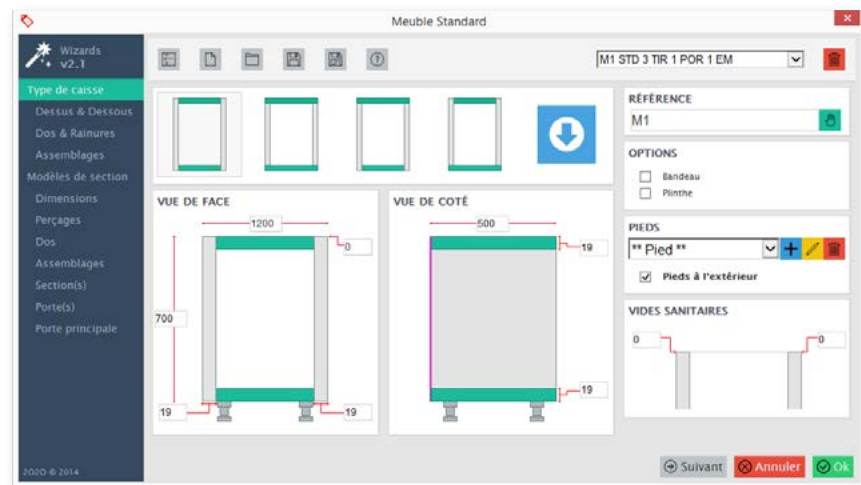 Meuble Standard
Wizards
v2.1
M1 STD 3 TIR 1 POR 1 EM
Type de caisse
Dessus & Dessous
Dos & Rainures
Assemblages
Modèles de section
Dimensions
Perçages
Dos
Assemblages
Section(s)
Porte(s)
Porte principale
2020 © 2014
VUE DE FACE
1200
0
700
19
19
VUE DE COTÉ
500
19
19
RÉFÉRENCE
M1
OPTIONS
Bandeau
Plinthe
PIEDS
** Pied **
Pieds à l'extérieur
VIDES SANITAIRES
0
0
Suivant
Annuler
Ok